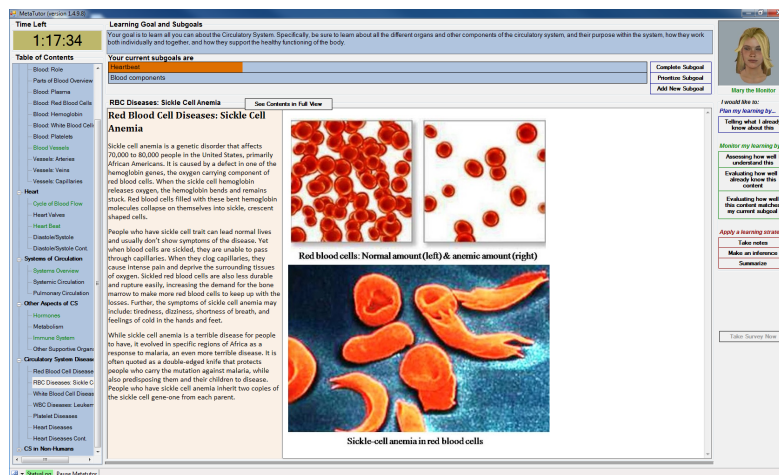 MetaTutor (version 1.4.9.8)
Time Left
1:17:34
Table of Contents
Blood: Role
Parts of Blood Overview
Blood: Plasma
Blood: Red Blood Cells
Blood: Hemoglobin
Blood: White Blood Cells
Blood: Platelets
Blood Vessels
Vessels: Arteries
Vessels: Veins
Vessels: Capillaries
Heart
Cycle of Blood Flow
Heart Valves
Heart Beat
Diastole/Systole
Diastole/Systole Cont.
Systems of Circulation
Systems Overview
Systemic Circulation
Pulmonary Circulation
Other Aspects of CS
Hormones
Metabolism
Immune System
Other Supportive Organs
Circulatory System Disease
Red Blood Cell Disease
RBC Diseases: Sickle C
White Blood Cell Diseas
WBC Diseases: Leukem
Platelet Diseases
Heart Diseases
Heart Diseases Cont.
CS in Non-Humans
Pause Metatutor
Learning Goal and Subgoals
Your goal is to learn all you can about the Circulatory System. Specifically, be sure to learn about all the different organs and other components of the circulatory system, and their purpose within the system, how they work
both individually and together, and how they support the healthy functioning of the body.
Your current subgoals are
Heartbeat
Blood components
Complete Subgoal
Prioritize Subgoal
Add New Subgoal
RBC Diseases: Sickle Cell Anemia
See Contents in Full View
Red Blood Cell Diseases: Sickle Cell
Anemia
Sickle cell anemia is a genetic disorder that affects
70,000 to 80,000 people in the United States, primarily
African Americans. It is caused by a defect in one of the
hemoglobin genes, the oxygen carrying component of
red blood cells. When the sickle cell hemoglobin
releases oxygen, the hemoglobin bends and remains
stuck. Red blood cells filled with these bent hemoglobin
molecules collapse on themselves into sickle, crescent
shaped cells.
People who have sickle cell trait can lead normal lives
and usually don't show symptoms of the disease. Yet
when blood cells are sickled, they are unable to pass
through capillaries. When they clog capillaries, they
cause intense pain and deprive the surrounding tissues
of oxygen. Sickled red blood cells are also less durable
and rupture easily, increasing the demand for the bone
marrow to make more red blood cells to keep up with the
losses. Further, the symptoms of sickle cell anemia may
include: tiredness, dizziness, shortness of breath, and
feelings of cold in the hands and feet.
While sickle cell anemia is a terrible disease for people
to have, it evolved in specific regions of Africa as a
response to malaria, an even more terrible disease. It is
often quoted as a double-edged knife that protects
people who carry the mutation against malaria, while
also predisposing them and their children to disease.
People who have sickle cell anemia inherit two copies of
the sickle cell gene-one from each parent.
Red blood cells: Normal amount (left) & anemic amount (right)
Sickle-cell anemia in red blood cells
Mary the Monitor
I would like to:
Plan my learning by...
Telling what I already
know about this
Monitor my learning by
Assessing how well
understand this
Evaluating how well
already know this
content
Evaluating how well
this content matches
my current subgoal
Apply a learning strate
Take notes
Make an inference
Summarize
Take Survey Now